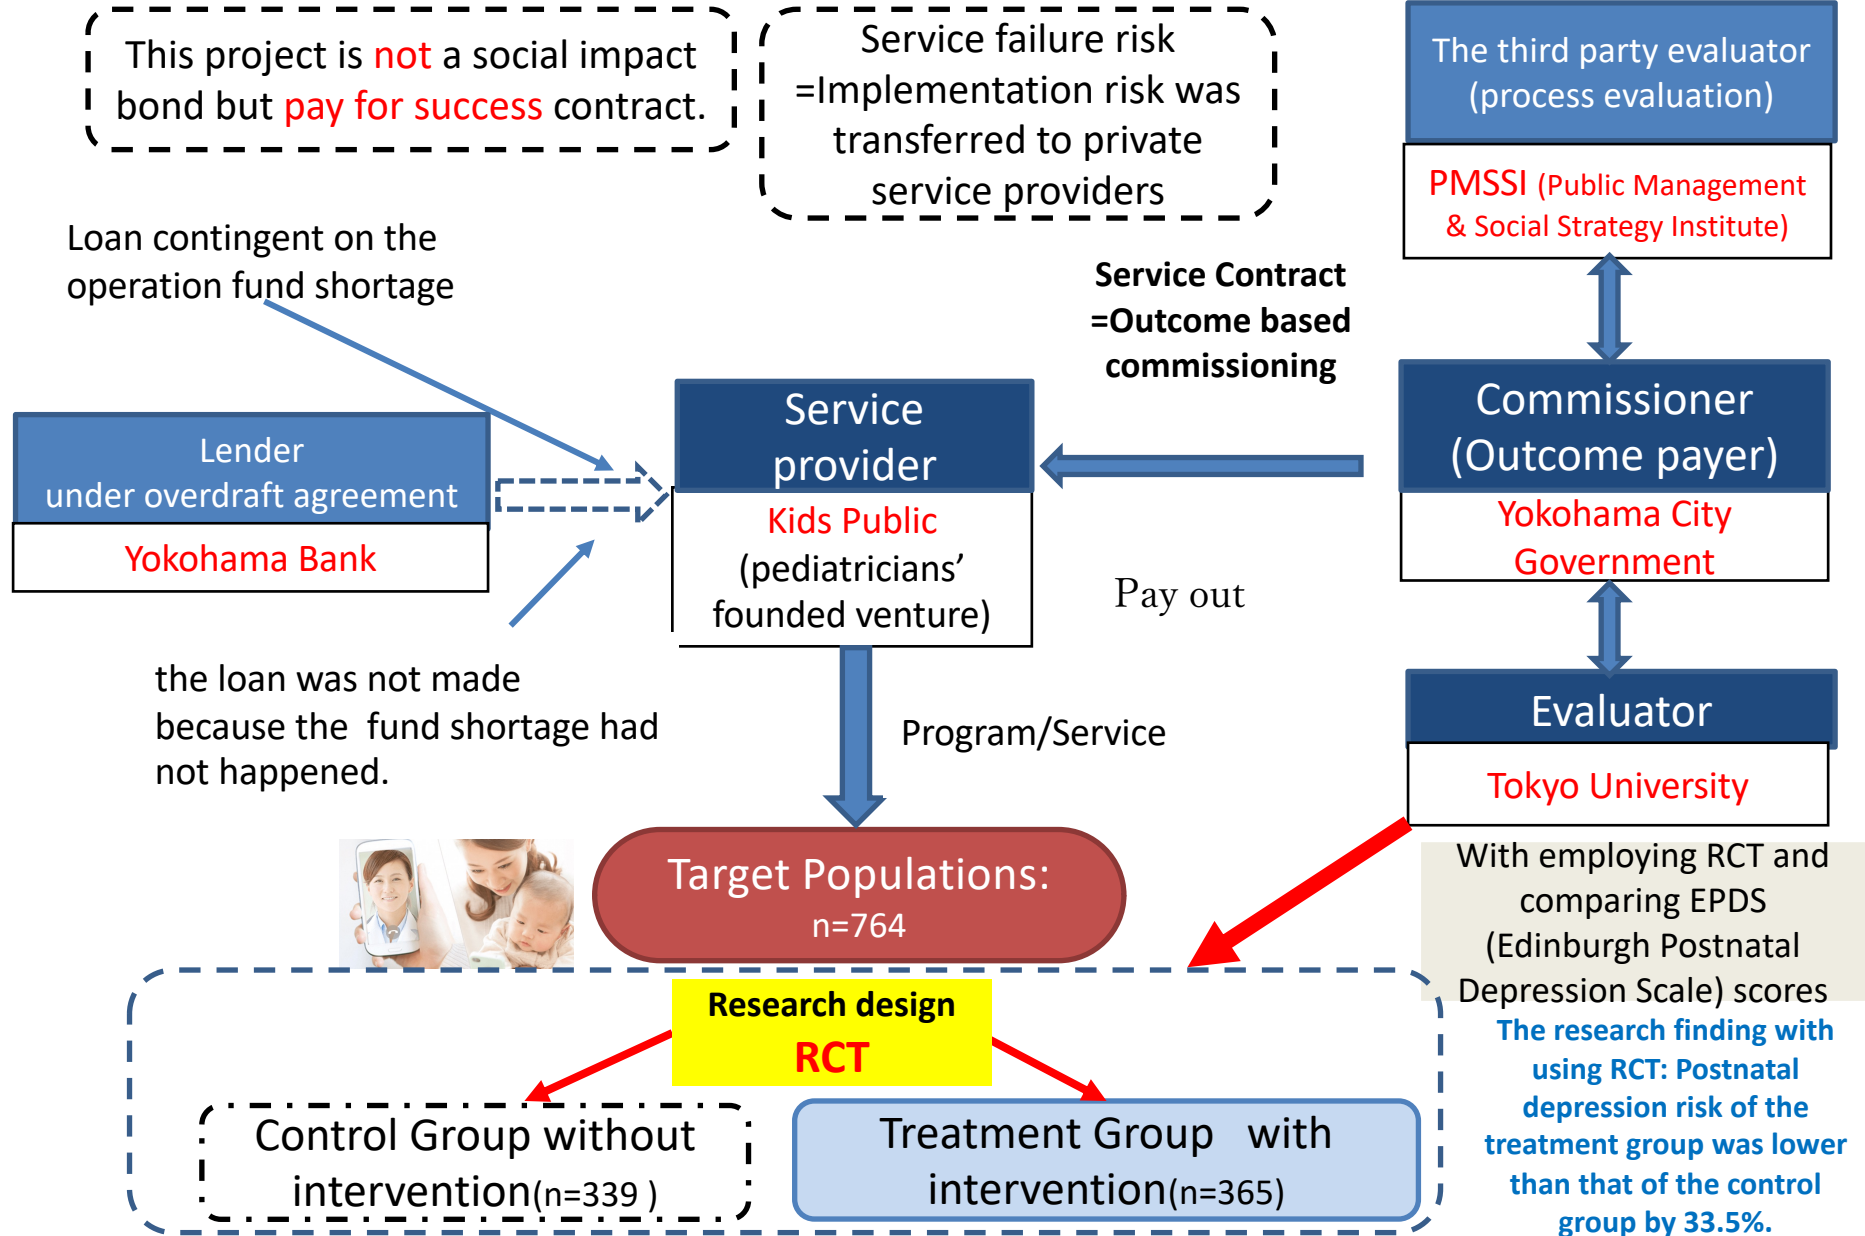 This project is not a social impact
bond but pay for success contract.
Service failure risk
=Implementation risk was
transferred to private
service providers
The third party evaluator
(process evaluation)
PMSSI (Public Management
& Social Strategy Institute)
Loan contingent on the
operation fund shortage
Service Contract
=Outcome based
commissioning
Lender
under overdraft agreement
Yokohama Bank
Service
provider
Kids Public
(pediatricians’
founded venture)
Commissioner
(Outcome payer)
Yokohama City
Government
Pay out
the loan was not made
because the  fund shortage had
not happened.
Program/Service
Evaluator
Tokyo University
Target Populations:
n=764
With employing RCT and
comparing EPDS
(Edinburgh Postnatal
Depression Scale) scores
Research design
RCT
The research finding with
using RCT: Postnatal
depression risk of the
treatment group was lower
than that of the control
group by 33.5%.
Control Group without
intervention(n=339 )
Treatment Group   with
intervention(n=365)